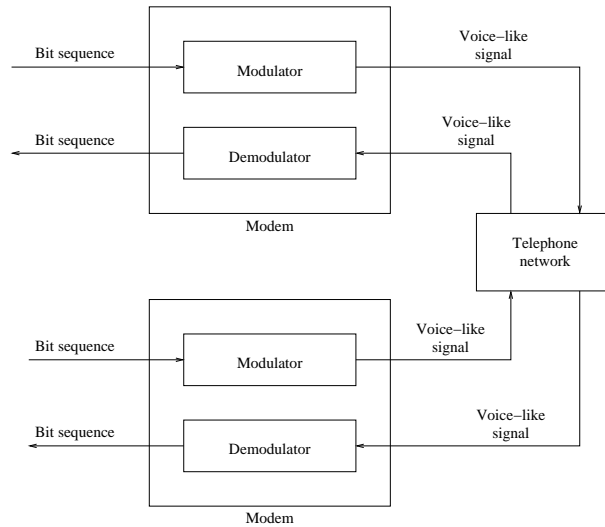 Bit sequence
Modulator
Voice−like
signal
Bit sequence
Demodulator
Voice−like
signal
Modem
Telephone
network
Bit sequence
Modulator
Voice−like
signal
Bit sequence
Demodulator
Voice−like
signal
Modem